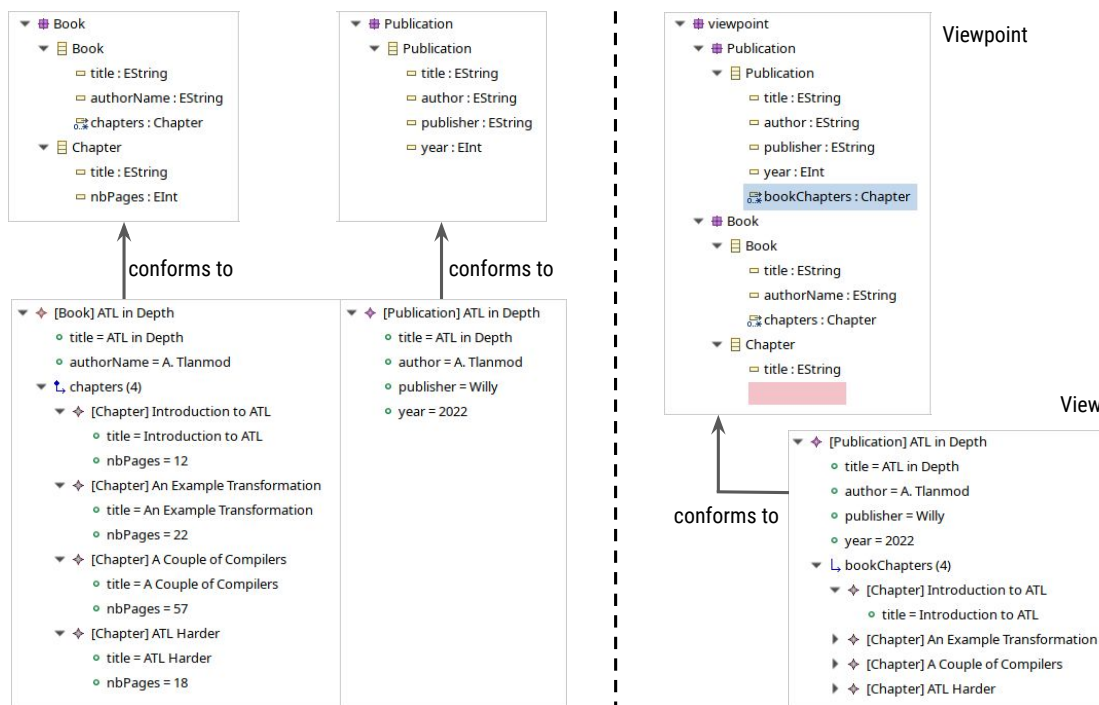 Book
Book
title : EString
authorName : EString
0..* chapters : Chapter
Chapter
title : EString
nbPages : EInt
Publication
Publication
title : EString
author : EString
publisher : EString
year : EInt
conforms to
conforms to
[Book] ATL in Depth
title = ATL in Depth
authorName = A. Tlanmod
chapters (4)
[Chapter] Introduction to ATL
title = Introduction to ATL
nbPages = 12
[Chapter] An Example Transformation
title = An Example Transformation
nbPages = 22
[Chapter] A Couple of Compilers
title = A Couple of Compilers
nbPages = 57
[Chapter] ATL Harder
title = ATL Harder
nbPages = 18
[Publication] ATL in Depth
title = ATL in Depth
author = A. Tlanmod
publisher = Willy
year = 2022
Viewpoint
viewpoint
Publication
Publication
title : EString
author : EString
publisher : EString
year : EInt
0..* bookChapters : Chapter
Book
Book
title : EString
authorName : EString
0..* chapters : Chapter
Chapter
title : EString
View
conforms to
[Publication] ATL in Depth
title = ATL in Depth
author = A. Tlanmod
publisher = Willy
year = 2022
bookChapters (4)
[Chapter] Introduction to ATL
title = Introduction to ATL
[Chapter] An Example Transformation
[Chapter] A Couple of Compilers
[Chapter] ATL Harder